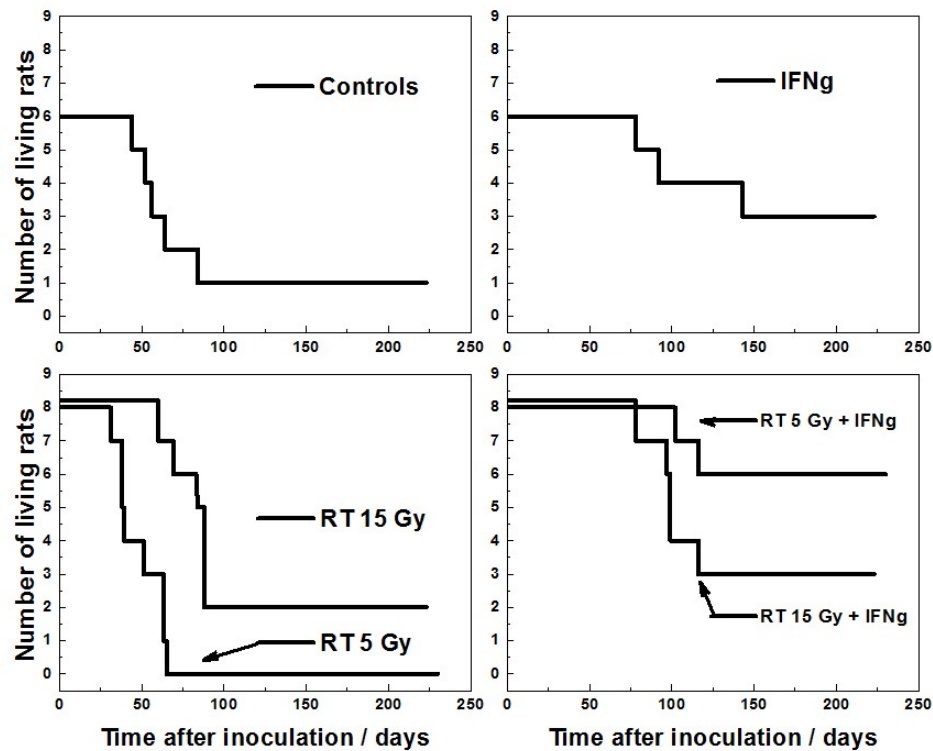 9
8
7
6
5
4
3
2
1
0
Number of living rats
Controls
0 50 100 150 200 250
9
8
7
6
5
4
3
2
1
0
IFNg
0 50 100 150 200 250
9
8
7
6
5
4
3
2
1
0
Number of living rats
RT 15 Gy
RT 5 Gy
0 50 100 150 200 250
Time after inoculation / days
9
8
7
6
5
4
3
2
1
0
RT 5 Gy + IFNg
RT 15 Gy + IFNg
0 50 100 150 200 250
Time after inoculation / days